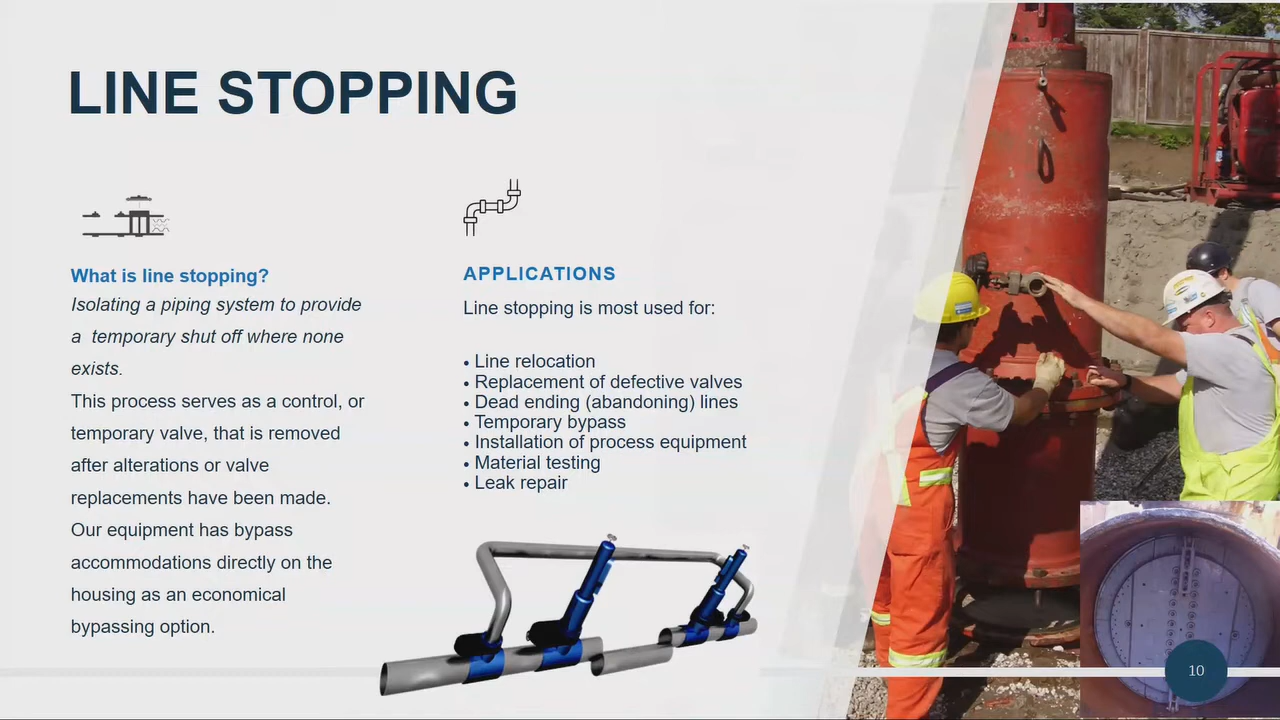 LINE STOPPING
What is line stopping?
Isolating a piping system to provide
a temporary shut off where none
exists.
This process serves as a control, or
temporary valve, that is removed
after alterations or valve
replacements have been made.
Our equipment has bypass
accommodations directly on the
housing as an economical
bypassing option.
APPLICATIONS
Line stopping is most used for:
• Line relocation
• Replacement of defective valves
• Dead ending (abandoning) lines
• Temporary bypass
• Installation of process equipment
• Material testing
• Leak repair
10